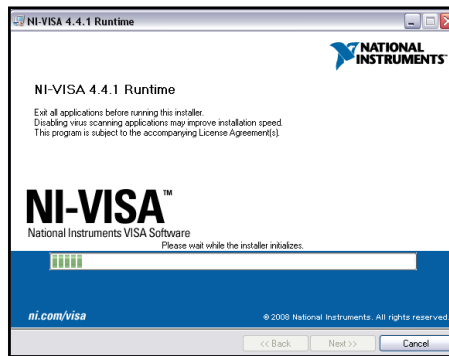 NI-VISA 4.4.1 Runtime
NATIONAL
INSTRUMENTS™
NI-VISA 4.4.1 Runtime
Exit all applications before running this installer.
Disabling virus scanning applications may improve installation speed.
This program is subject to the accompanying License Agreement(s).
NI-VISA™
National Instruments VISA Software
Please wait while the installer initializes.
ni.com/visa
© 2008 National Instruments. All rights reserved.
<< Back
Next >>
Cancel